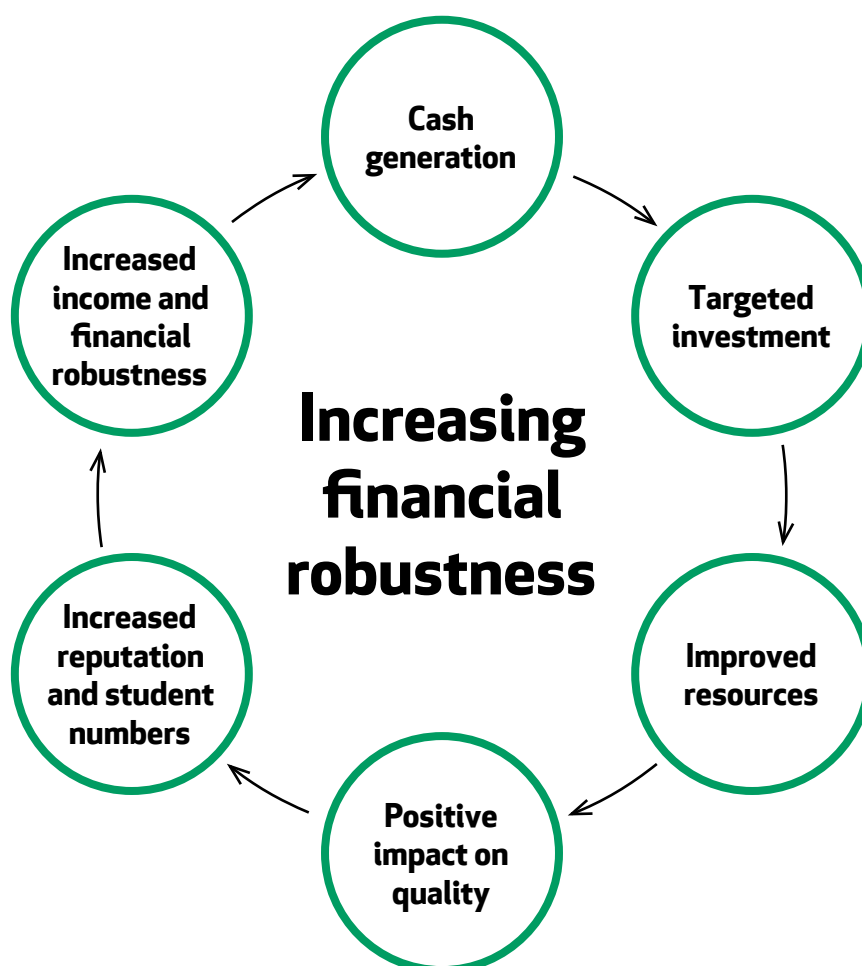 Cash
generation
Targeted
investment
Improved
resources
Positive
impact on
quality
Increased
reputation
and student
numbers
Increased
income and
financial
robustness
Increasing
financial
robustness